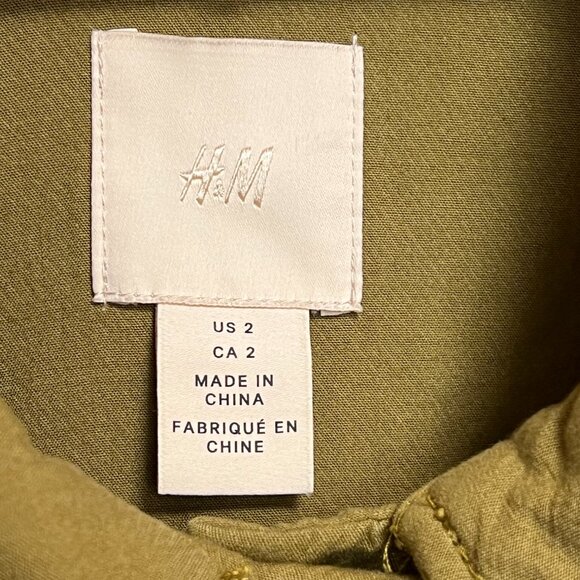 H&M
US 2
CA 2
MADE IN
CHINA
FABRIQUÉ EN
CHINE